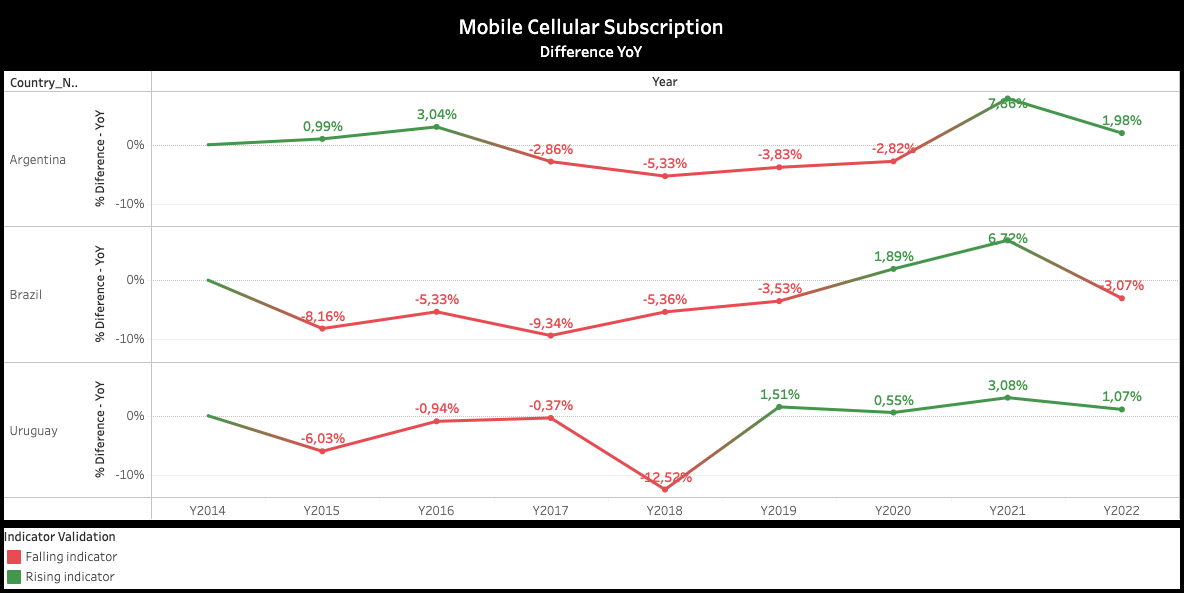 Mobile Cellular Subscription
Difference YoY
Country_N..
Year
Argentina
% Diference - YoY
0%
-10%
0,99%
3,04%
-2,86%
-5,33%
-3,83%
-2,82%
7,86%
1,98%
Brazil
% Diference - YoY
0%
-10%
-8,16%
-5,33%
-9,34%
-5,36%
-3,53%
1,89%
6,72%
-3,07%
Uruguay
% Diference - YoY
0%
-10%
-6,03%
-0,94%
-0,37%
-12,52%
1,51%
0,55%
3,08%
1,07%
Y2014 Y2015 Y2016 Y2017 Y2018 Y2019 Y2020 Y2021 Y2022
Indicator Validation
Falling indicator
Rising indicator